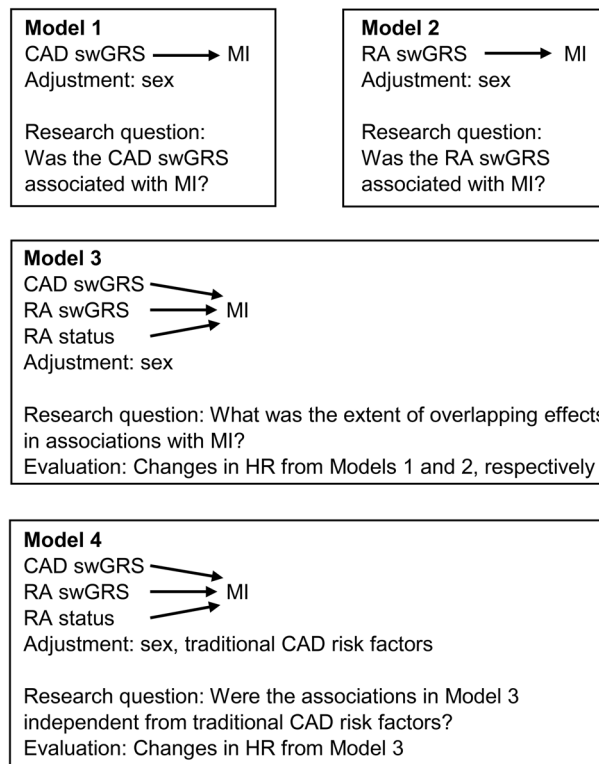 Model 1
CAD swGRS MI
Adjustment: sex
Research question:
Was the CAD swGRS
associated with MI?
Model 2
RA swGRS MI
Adjustment: sex
Research question:
Was the RA swGRS
associated with MI?
Model 3
CAD swGRS
RA swGRS MI
RA status
Adjustment: sex
Research question: What was the extent of overlapping effects
in associations with MI?
Evaluation: Changes in HR from Models 1 and 2, respectively
Model 4
CAD swGRS
RA swGRS MI
RA status
Adjustment: sex, traditional CAD risk factors
Research question: Were the associations in Model 3
independent from traditional CAD risk factors?
Evaluation: Changes in HR from Model 3